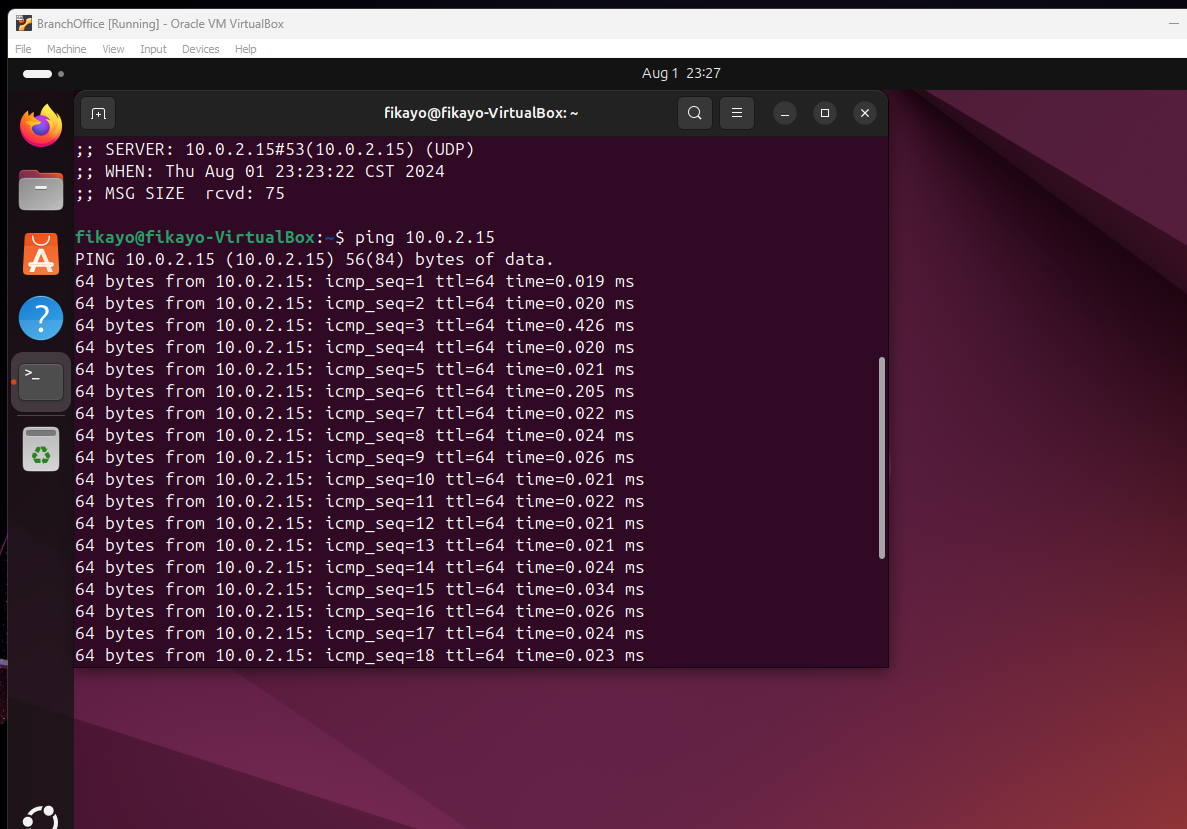 BranchOffice [Running] - Oracle VM VirtualBox
File Machine View Input Devices Help
Aug 1 23:27
fikayo@fikayo-VirtualBox: ~
;; SERVER: 10.0.2.15#53(10.0.2.15) (UDP)
;; WHEN: Thu Aug 01 23:23:22 CST 2024
;; MSG SIZE  rcvd: 75
fikayo@fikayo-VirtualBox:~$ ping 10.0.2.15
PING 10.0.2.15 (10.0.2.15) 56(84) bytes of data.
64 bytes from 10.0.2.15: icmp_seq=1 ttl=64 time=0.019 ms
64 bytes from 10.0.2.15: icmp_seq=2 ttl=64 time=0.020 ms
64 bytes from 10.0.2.15: icmp_seq=3 ttl=64 time=0.426 ms
64 bytes from 10.0.2.15: icmp_seq=4 ttl=64 time=0.020 ms
64 bytes from 10.0.2.15: icmp_seq=5 ttl=64 time=0.021 ms
64 bytes from 10.0.2.15: icmp_seq=6 ttl=64 time=0.205 ms
64 bytes from 10.0.2.15: icmp_seq=7 ttl=64 time=0.022 ms
64 bytes from 10.0.2.15: icmp_seq=8 ttl=64 time=0.024 ms
64 bytes from 10.0.2.15: icmp_seq=9 ttl=64 time=0.026 ms
64 bytes from 10.0.2.15: icmp_seq=10 ttl=64 time=0.021 ms
64 bytes from 10.0.2.15: icmp_seq=11 ttl=64 time=0.022 ms
64 bytes from 10.0.2.15: icmp_seq=12 ttl=64 time=0.021 ms
64 bytes from 10.0.2.15: icmp_seq=13 ttl=64 time=0.021 ms
64 bytes from 10.0.2.15: icmp_seq=14 ttl=64 time=0.024 ms
64 bytes from 10.0.2.15: icmp_seq=15 ttl=64 time=0.034 ms
64 bytes from 10.0.2.15: icmp_seq=16 ttl=64 time=0.026 ms
64 bytes from 10.0.2.15: icmp_seq=17 ttl=64 time=0.024 ms
64 bytes from 10.0.2.15: icmp_seq=18 ttl=64 time=0.023 ms